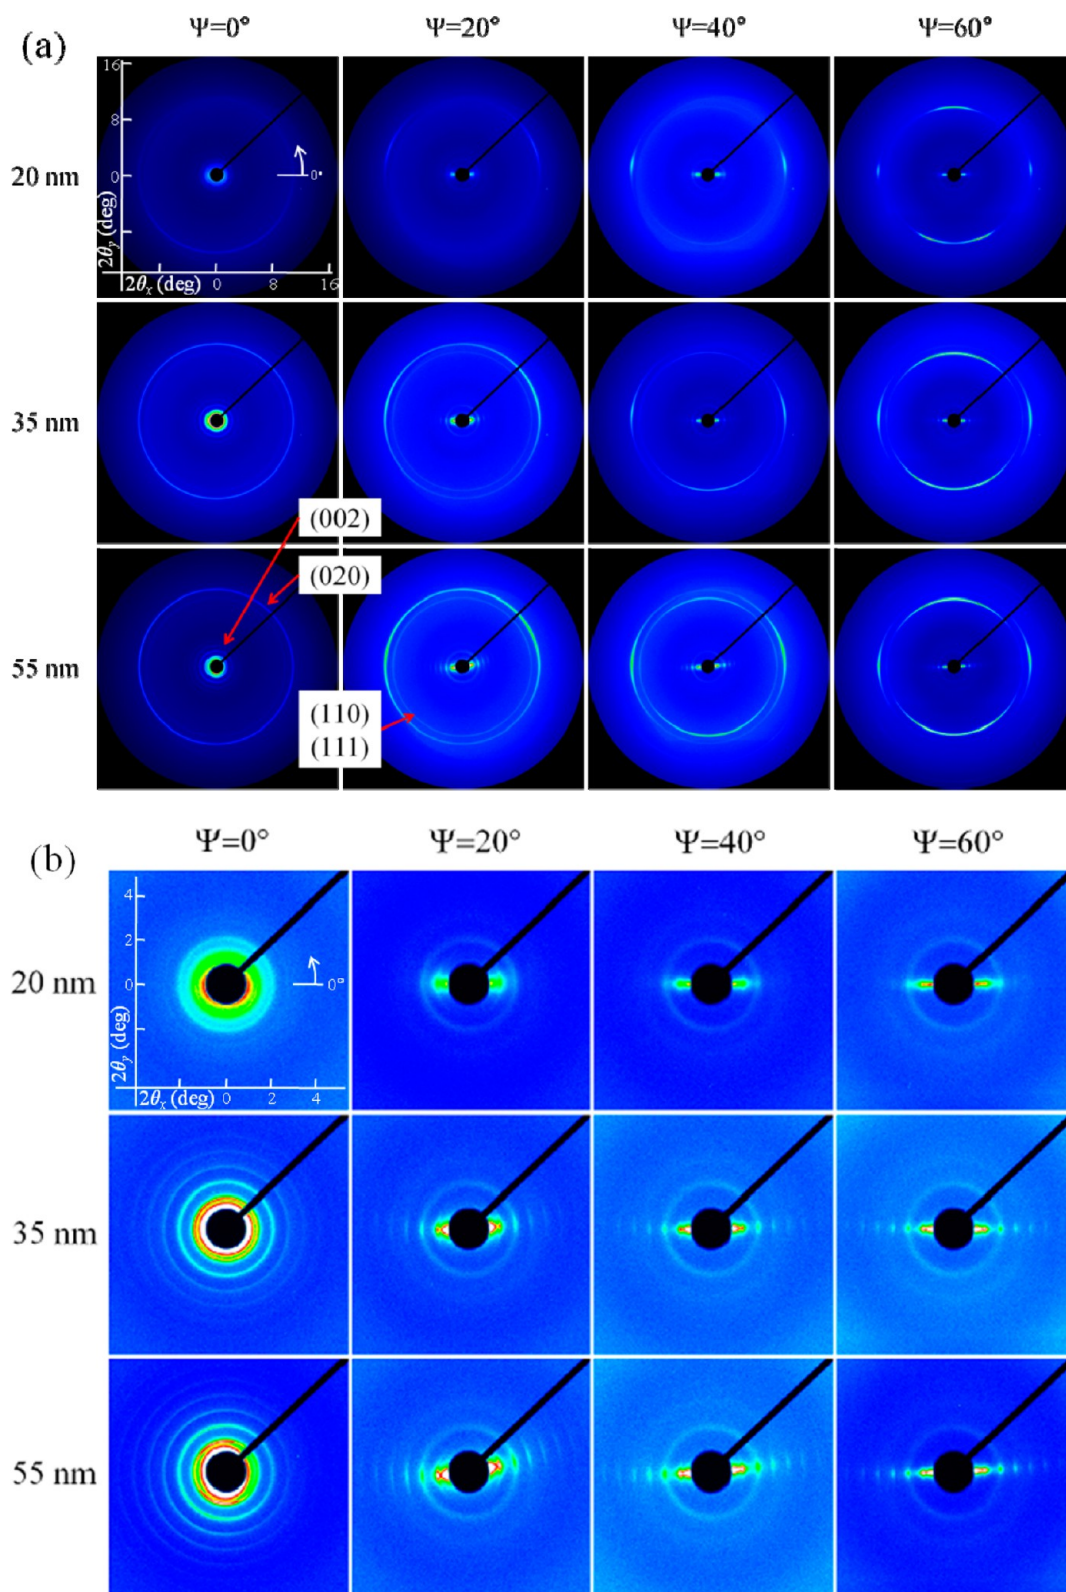 (a)
Ψ=0° Ψ=20° Ψ=40° Ψ=60°
20 nm
16
8
0
2θy (deg)
2θx (deg) 0 8 16
0°
35 nm
(002)
(020)
55 nm
(110)
(111)
(b)
Ψ=0° Ψ=20° Ψ=40° Ψ=60°
20 nm
4
2
0
2θy (deg)
2θx (deg) 0 2 4
0°
35 nm
55 nm